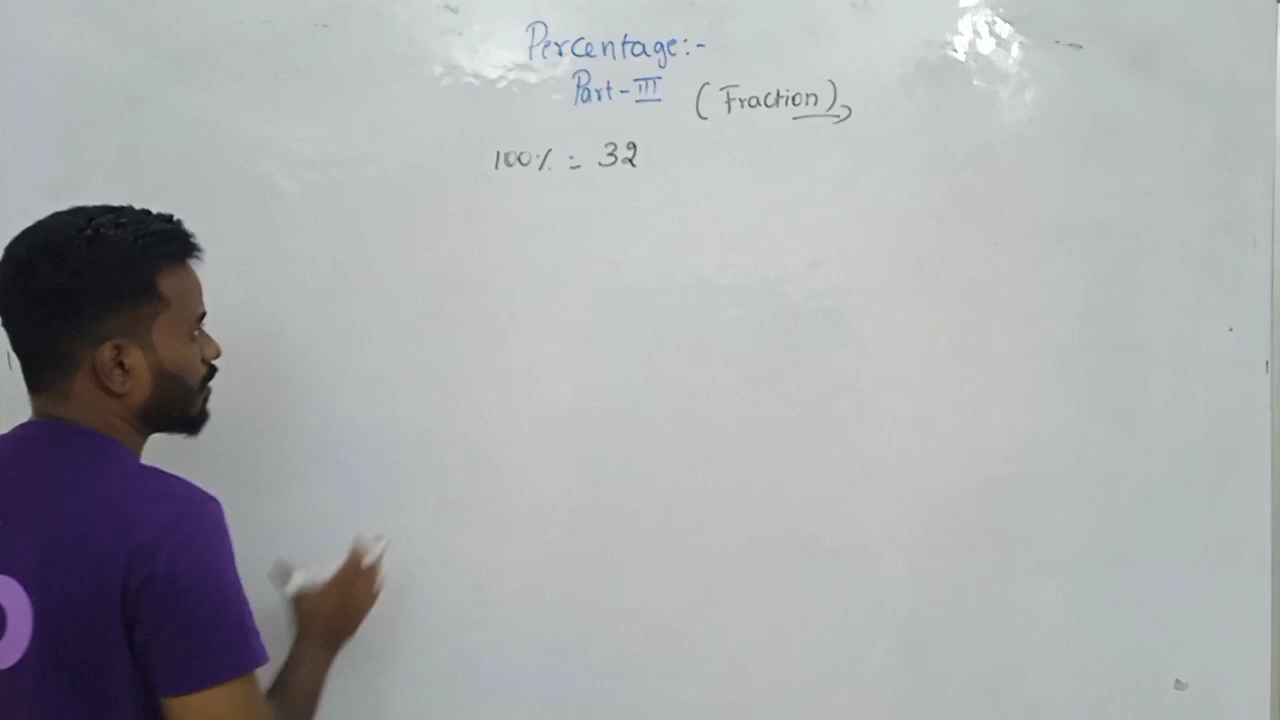 Percentage:-
Part-III (Fraction)
100% = 32